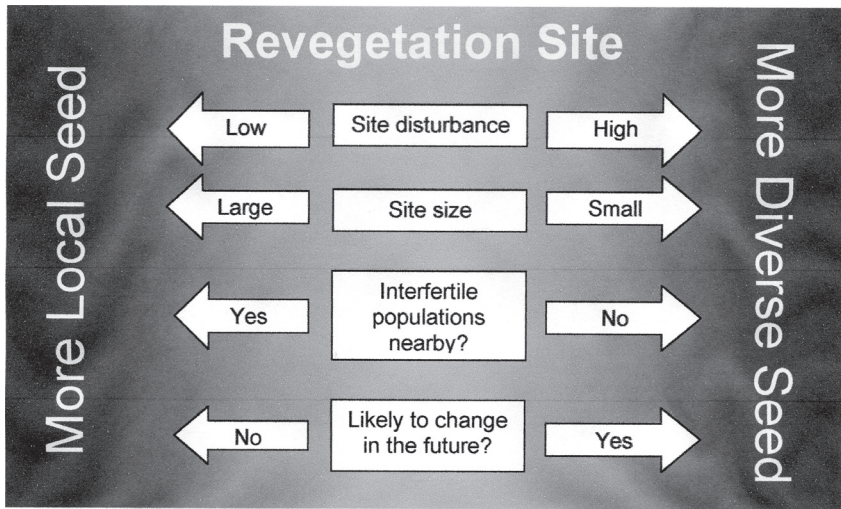 Revegetation Site
More Local Seed
More Diverse Seed
Low
Site disturbance
High
Large
Site size
Small
Yes
Interfertile
populations
nearby?
No
No
Likely to change
in the future?
Yes